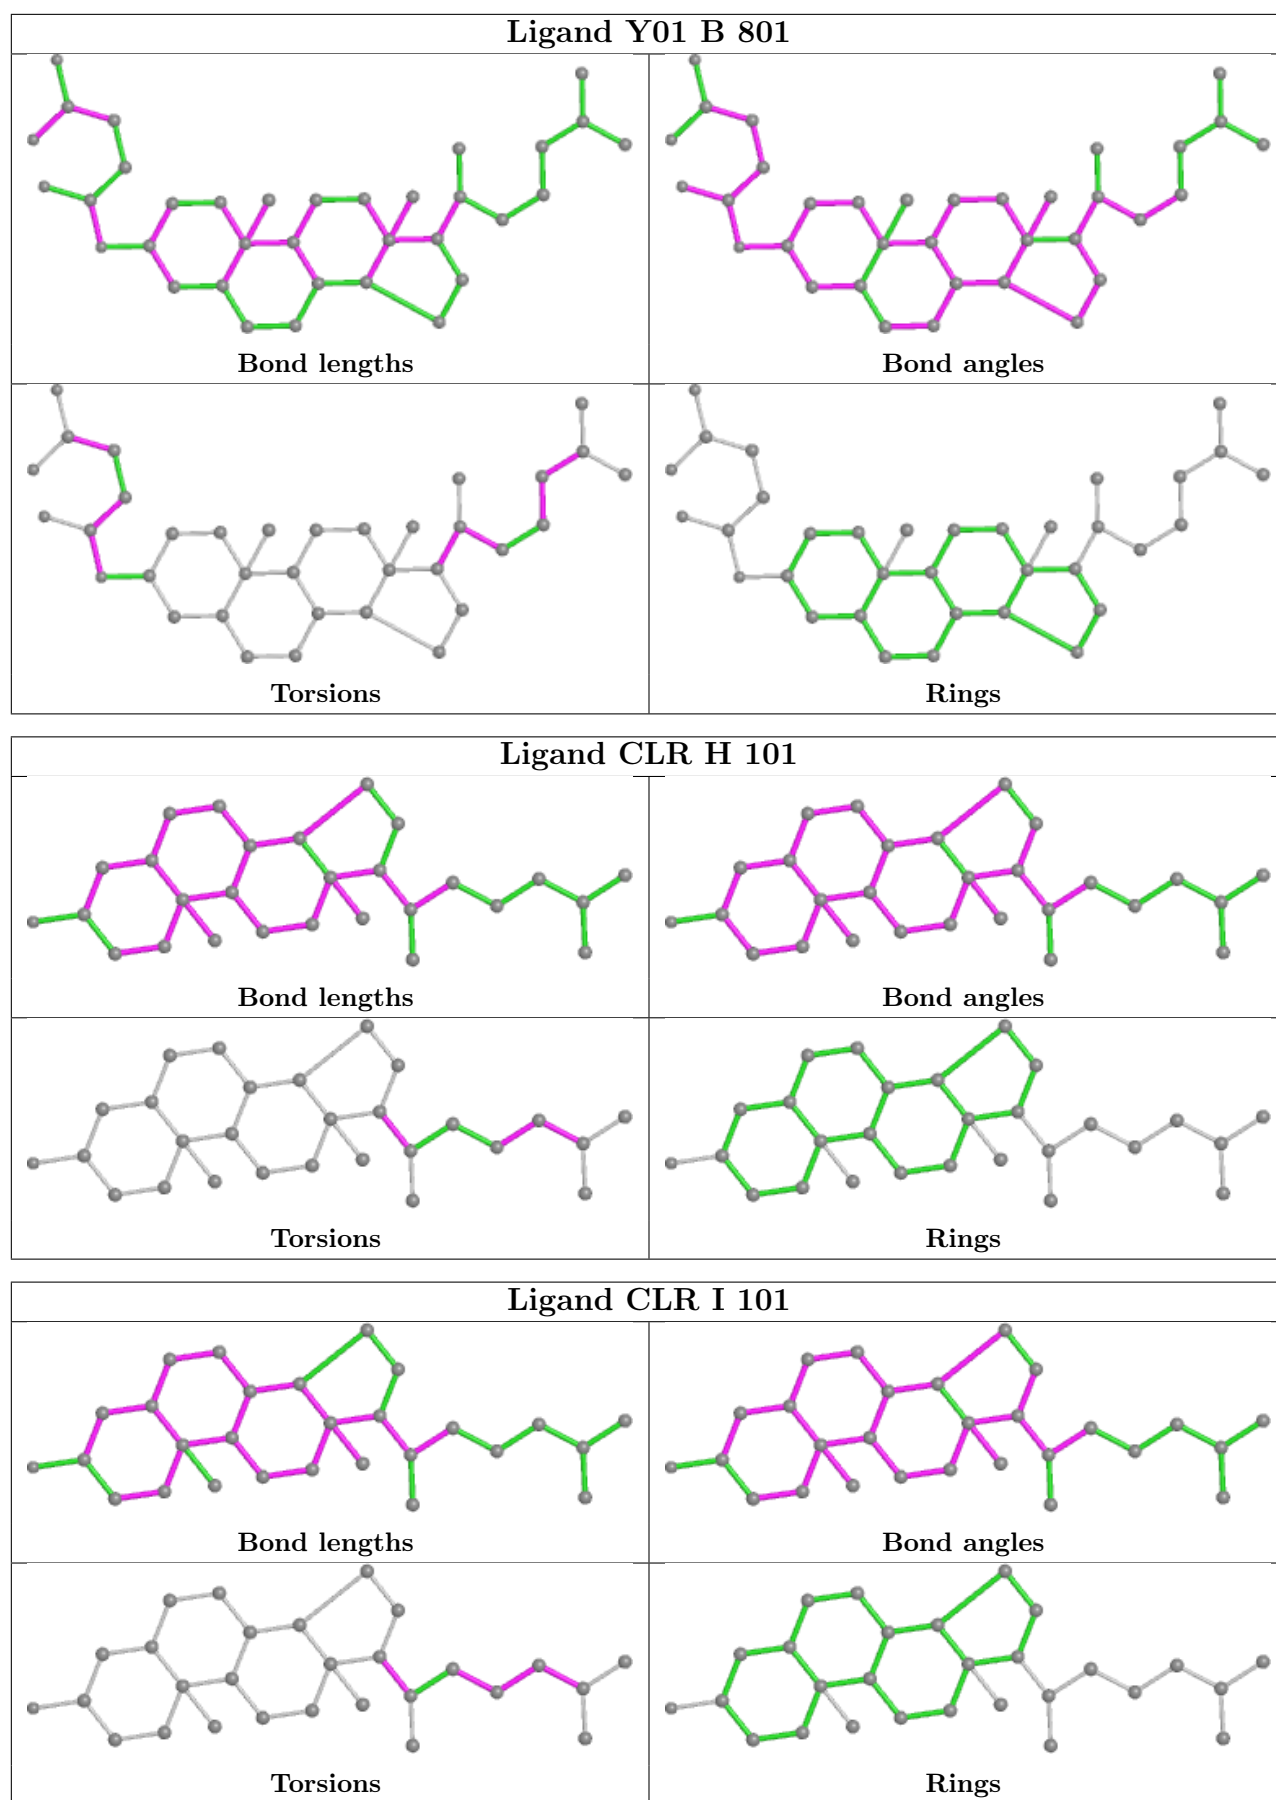 Ligand Y01 B 801
Bond lengths
Bond angles
Torsions
Rings
Ligand CLR H 101
Bond lengths
Bond angles
Torsions
Rings
Ligand CLR I 101
Bond lengths
Bond angles
Torsions
Rings